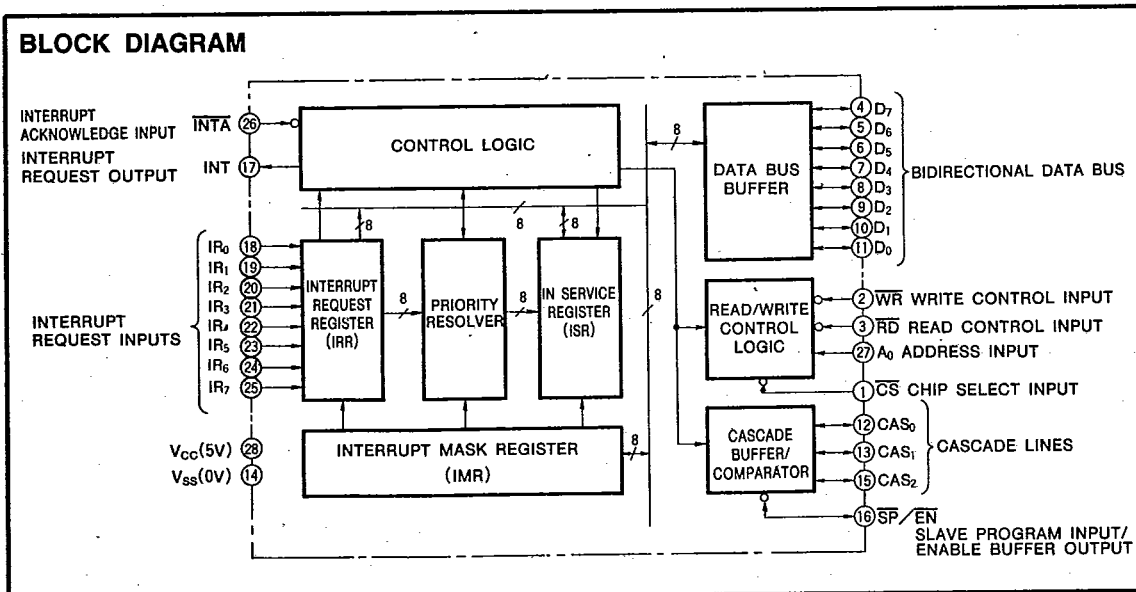 BLOCK DIAGRAM
INTERRUPT
ACKNOWLEDGE INPUT
INTA
26
INTERRUPT
REQUEST OUTPUT
INT
17
CONTROL LOGIC
8
8
8
INTERRUPT
REQUEST INPUTS
IR0 18
IR1 19
IR2 20
IR3 21
IR4 22
IR5 23
IR6 24
IR7 25
INTERRUPT
REQUEST
REGISTER
(IRR)
8
PRIORITY
RESOLVER
8
IN SERVICE
REGISTER
(ISR)
8
VCC(5V) 28
VSS(0V) 14
INTERRUPT MASK REGISTER
(IMR)
8
8
DATA BUS
BUFFER
4 D7
5 D6
6 D5
7 D4
8 D3
9 D2
10 D1
11 D0
BIDIRECTIONAL DATA BUS
READ/WRITE
CONTROL
LOGIC
2 WR WRITE CONTROL INPUT
3 RD READ CONTROL INPUT
27 A0 ADDRESS INPUT
1 CS CHIP SELECT INPUT
CASCADE
BUFFER/
COMPARATOR
12 CAS0
13 CAS1
15 CAS2
CASCADE LINES
16 SP/EN
SLAVE PROGRAM INPUT/
ENABLE BUFFER OUTPUT